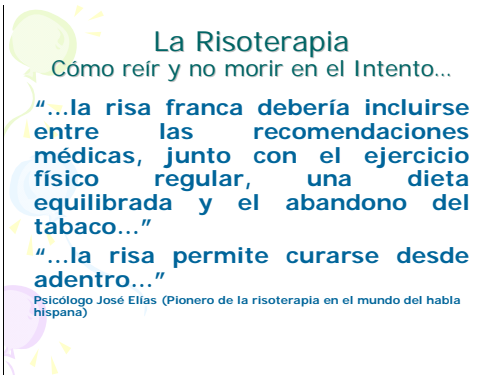 La Risoterapia
Cómo reír y no morir en el Intento...
“...la risa franca debería incluirse
entre las recomendaciones
médicas, junto con el ejercicio
físico regular, una dieta
equilibrada y el abandono del
tabaco...”
“...la risa permite curarse desde
adentro...”
Psicólogo José Elías (Pionero de la risoterapia en el mundo del habla
hispana)